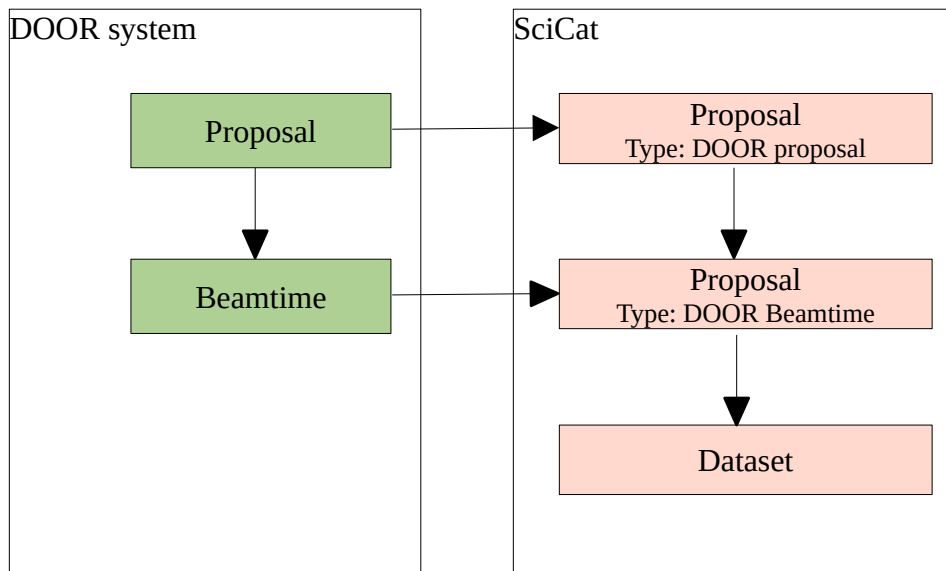 DOOR system
Proposal
Beamtime
SciCat
Proposal
Type: DOOR proposal
Proposal
Type: DOOR Beamtime
Dataset